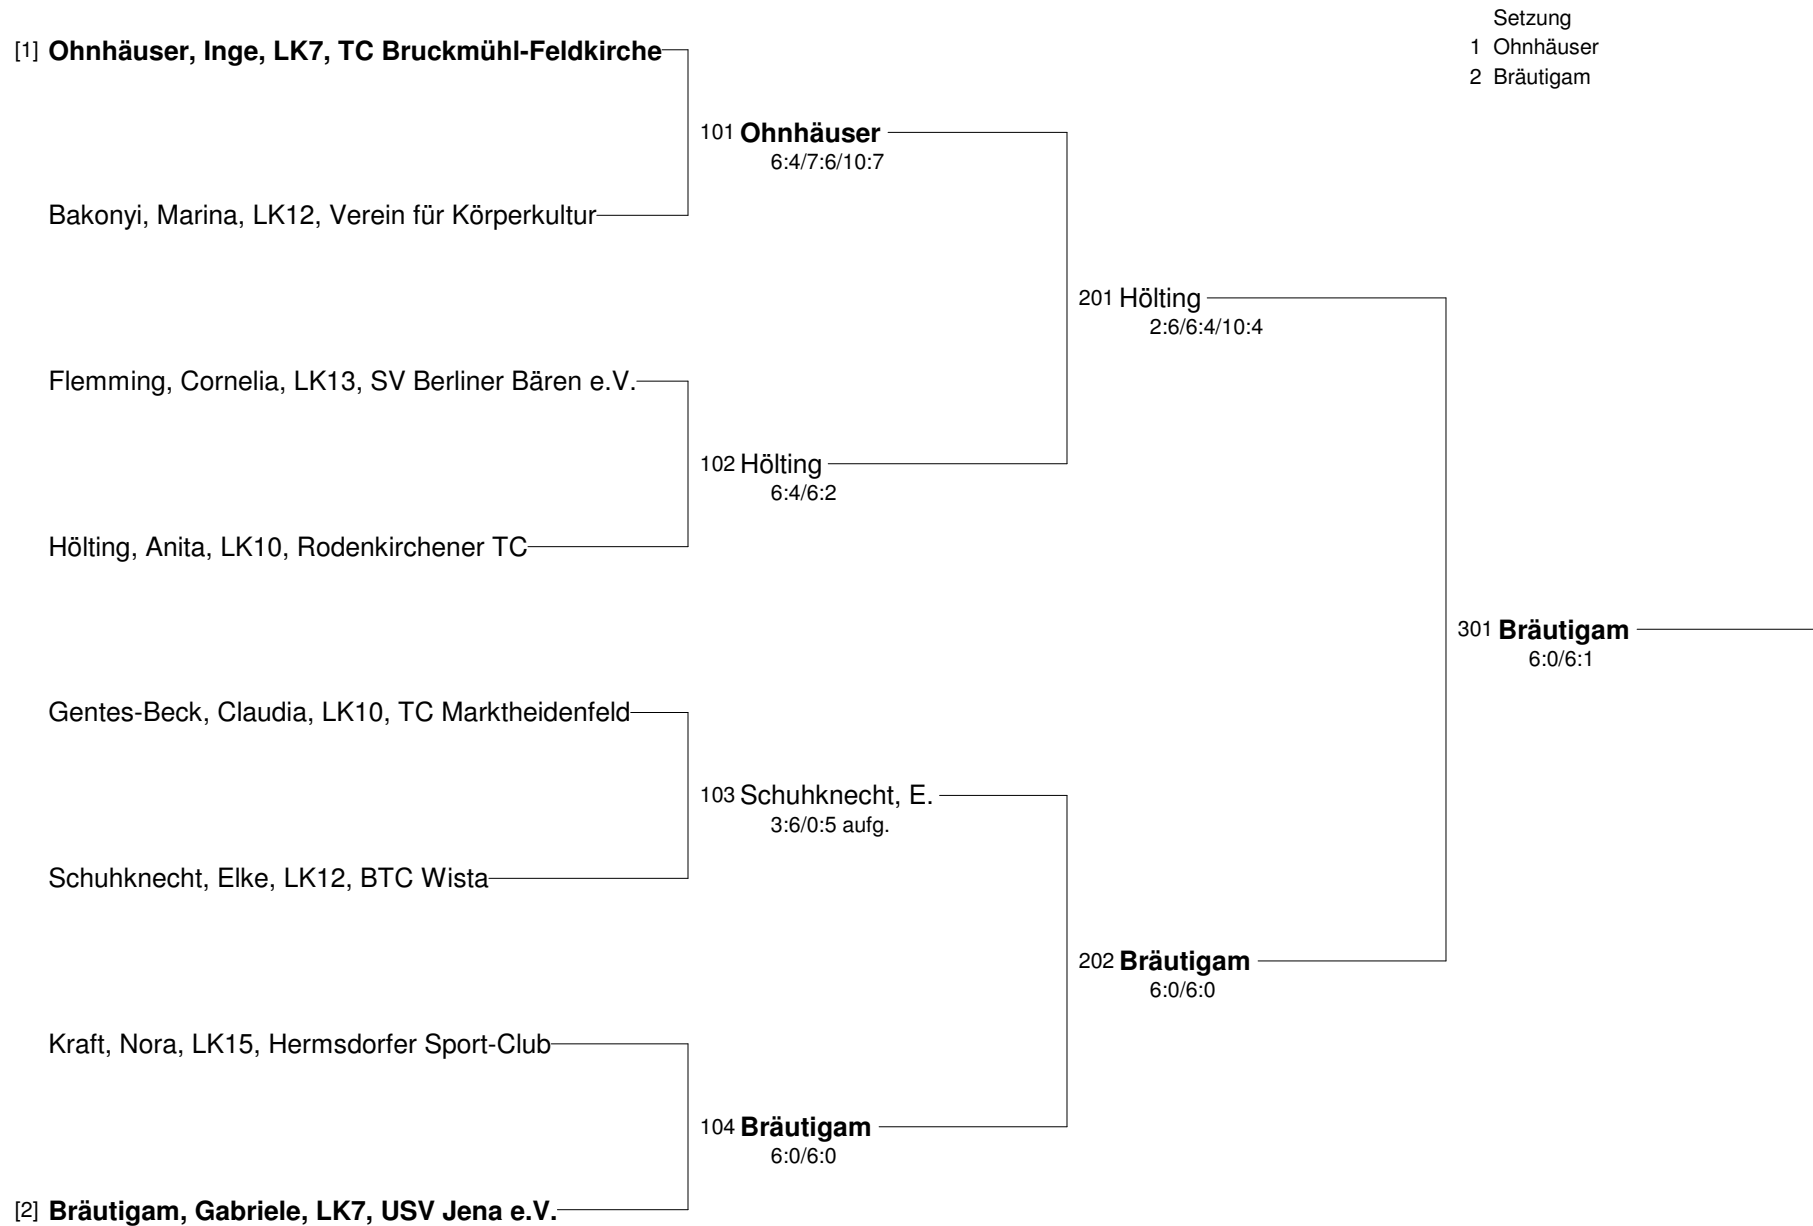 Setzung
1 Ohnhäuser
2 Bräutigam
[1] Ohnhäuser, Inge, LK7, TC Bruckmühl-Feldkirche
101 Ohnhäuser
6:4/7:6/10:7
Bakonyi, Marina, LK12, Verein für Körperkultur
201 Hölting
2:6/6:4/10:4
Flemming, Cornelia, LK13, SV Berliner Bären e.V.
102 Hölting
6:4/6:2
Hölting, Anita, LK10, Rodenkirchener TC
301 Bräutigam
6:0/6:1
Gentes-Beck, Claudia, LK10, TC Marktheidenfeld
103 Schuhknecht, E.
3:6/0:5 aufg.
Schuhknecht, Elke, LK12, BTC Wista
202 Bräutigam
6:0/6:0
Kraft, Nora, LK15, Hermsdorfer Sport-Club
104 Bräutigam
6:0/6:0
[2] Bräutigam, Gabriele, LK7, USV Jena e.V.